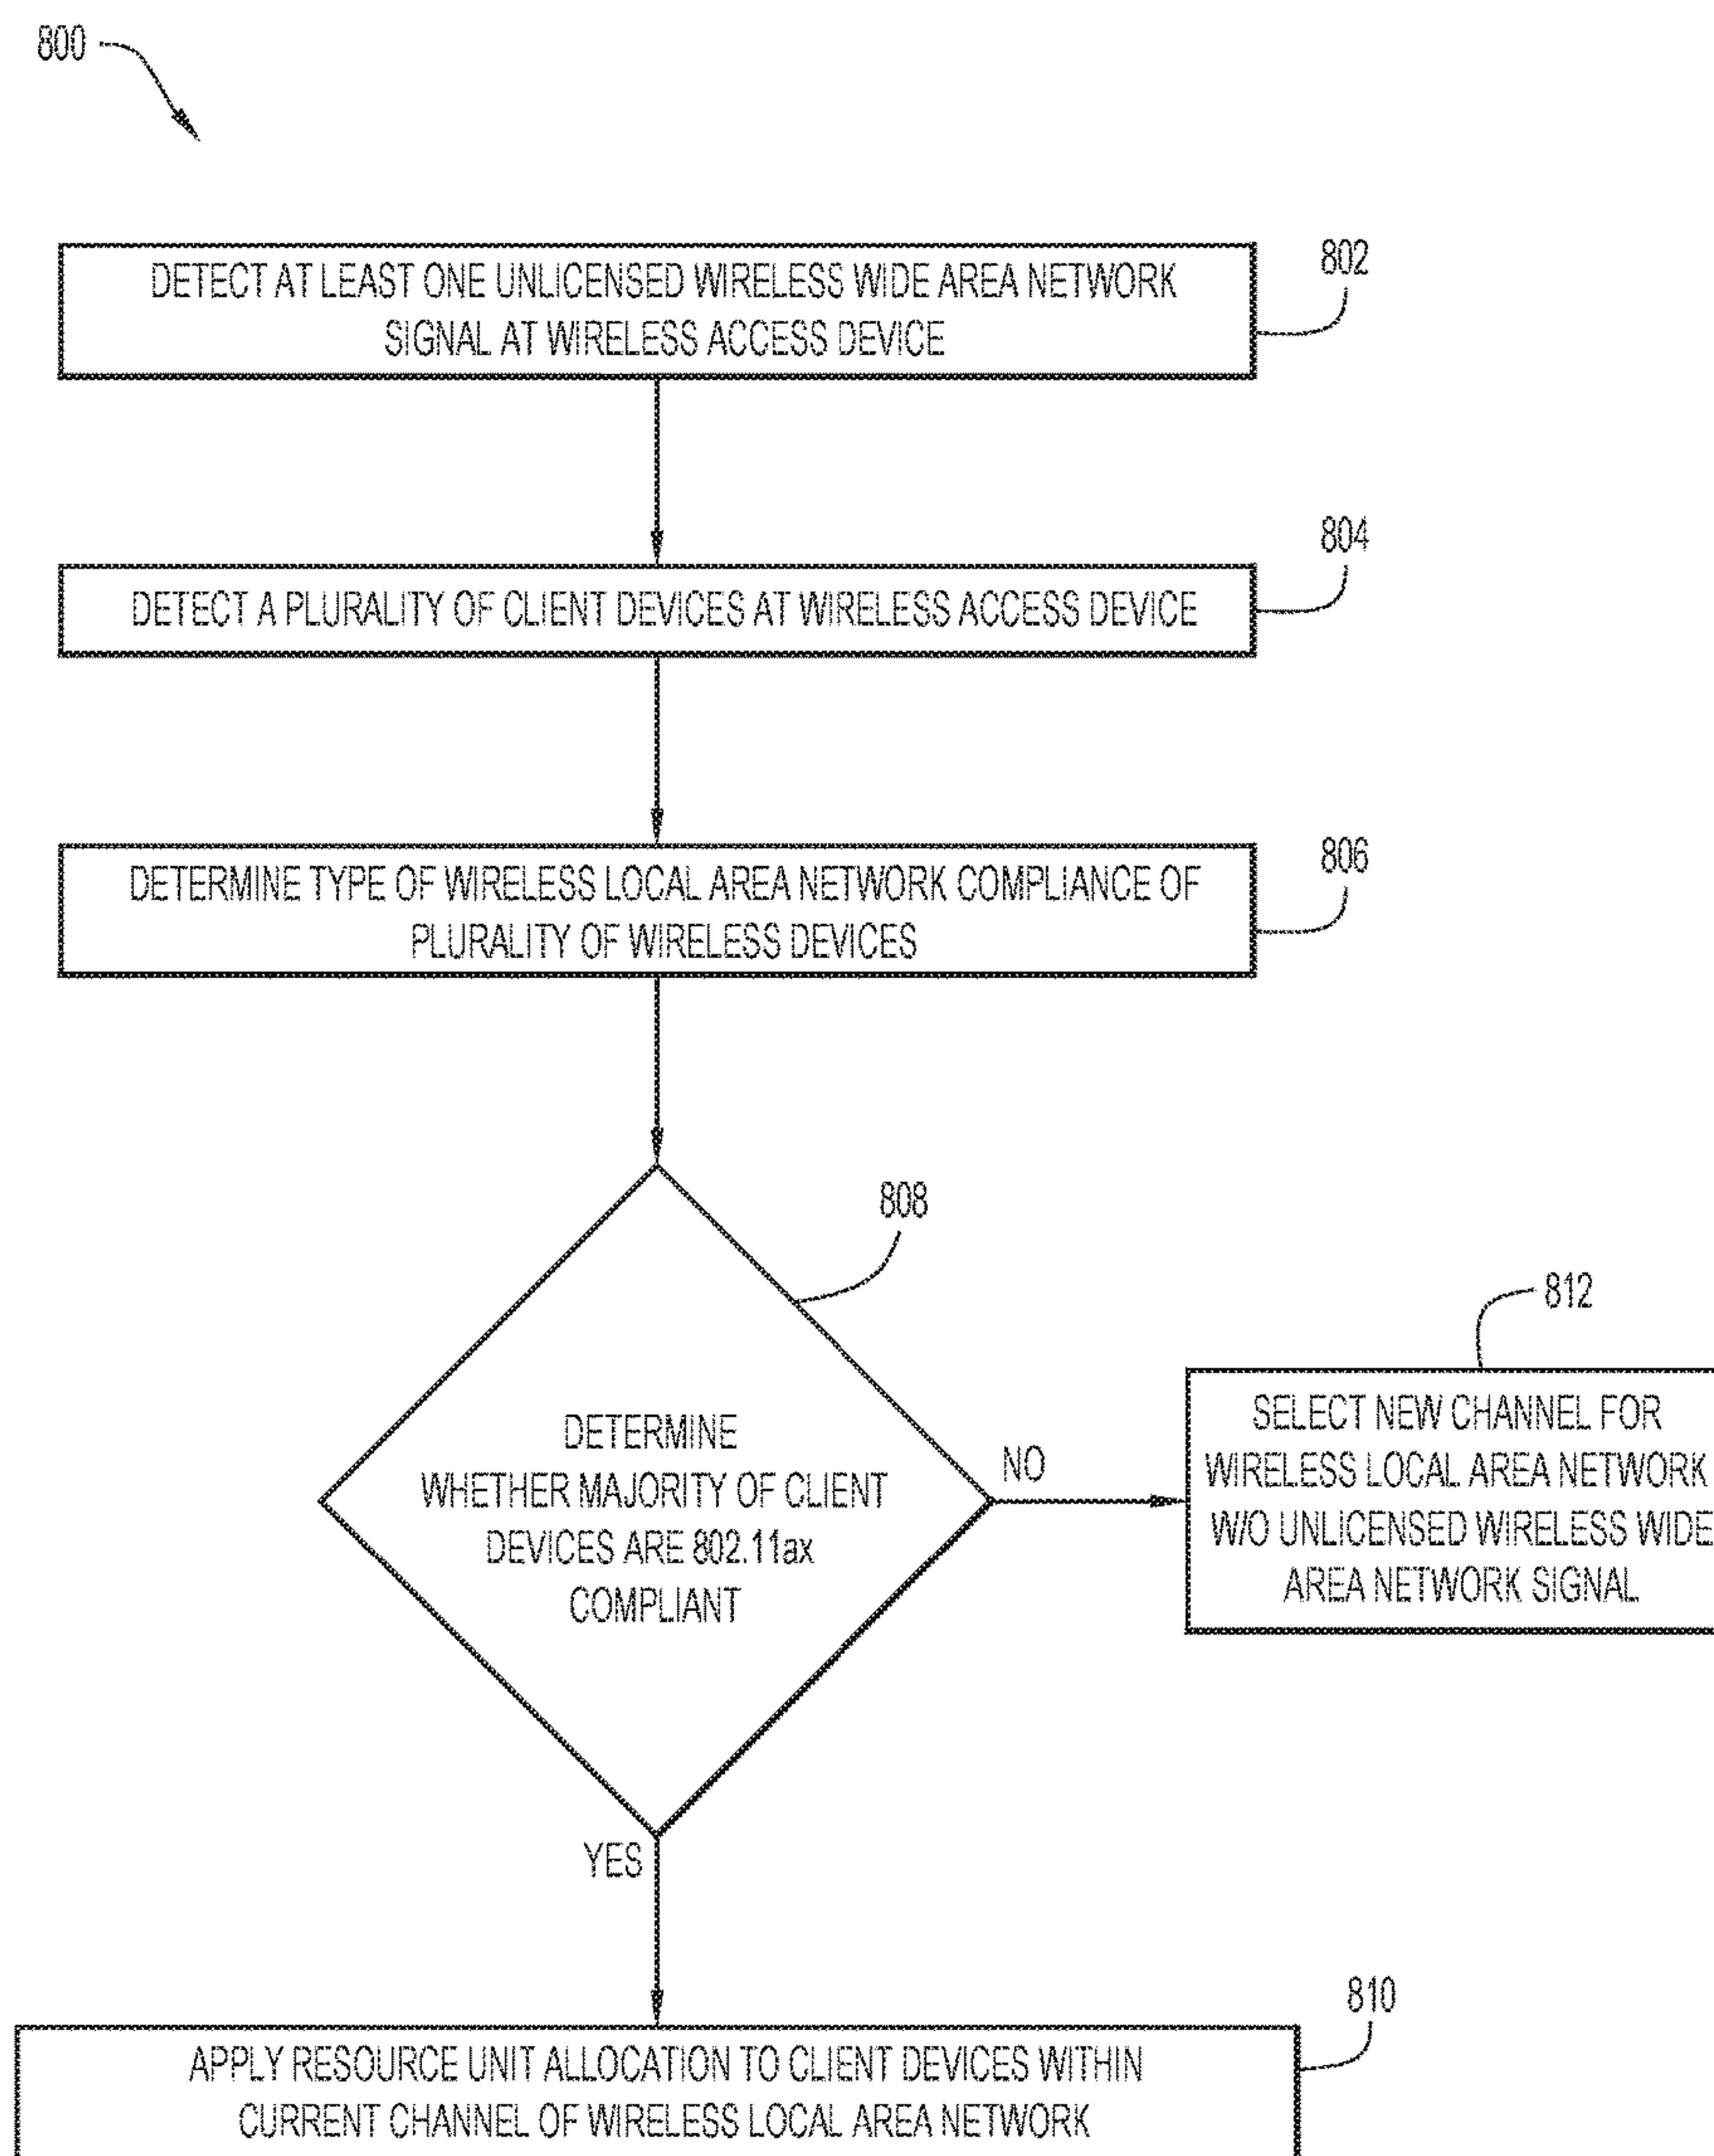 800
DETECT AT LEAST ONE UNLICENSED WIRELESS WIDE AREA NETWORK
SIGNAL AT WIRELESS ACCESS DEVICE
802
DETECT A PLURALITY OF CLIENT DEVICES AT WIRELESS ACCESS DEVICE
804
DETERMINE TYPE OF WIRELESS LOCAL AREA NETWORK COMPLIANCE OF
PLURALITY OF WIRELESS DEVICES
806
DETERMINE
WHETHER MAJORITY OF CLIENT
DEVICES ARE 802.11ax
COMPLIANT
808
NO
812
SELECT NEW CHANNEL FOR
WIRELESS LOCAL AREA NETWORK
W/O UNLICENSED WIRELESS WIDE
AREA NETWORK SIGNAL
YES
810
APPLY RESOURCE UNIT ALLOCATION TO CLIENT DEVICES WITHIN
CURRENT CHANNEL OF WIRELESS LOCAL AREA NETWORK